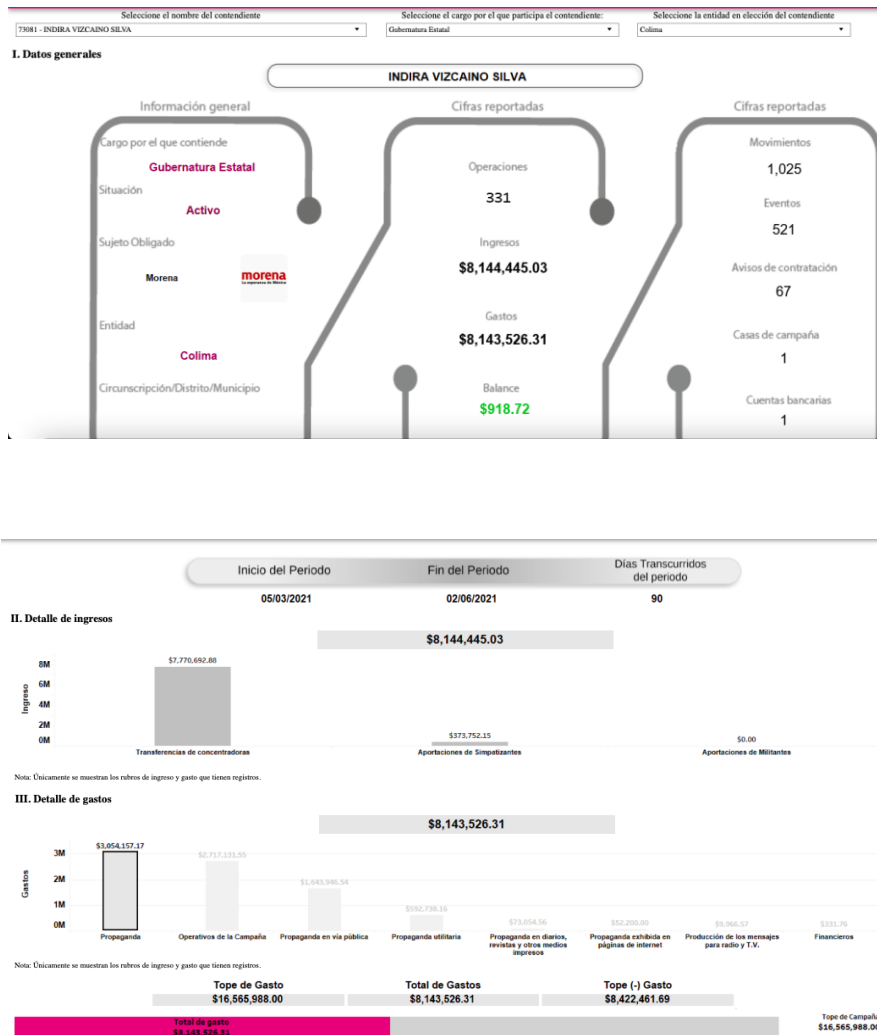 Seleccione el nombre del contendiente
Seleccione el cargo por el que participa el contendiente:
Seleccione la entidad en elección del contendiente
73081 - INDIRA VIZCAINO SILVA
Gubernatura Estatal
Colima
I. Datos generales
INDIRA VIZCAINO SILVA
Información general
Cargo por el que contiende
Gubernatura Estatal
Situación
Activo
Sujeto Obligado
Morena
morena
La esperanza de México
Entidad
Colima
Circunscripción/Distrito/Municipio
Cifras reportadas
Operaciones
331
Ingresos
$8,144,445.03
Gastos
$8,143,526.31
Balance
$918.72
Cifras reportadas
Movimientos
1,025
Eventos
521
Avisos de contratación
67
Casas de campaña
1
Cuentas bancarias
1
Inicio del Periodo
Fin del Periodo
Días Transcurridos
del periodo
05/03/2021
02/06/2021
90
II. Detalle de ingresos
$8,144,445.03
Ingreso
8M
6M
4M
2M
0M
$7,770,692.88
$373,752.15
$0.00
Transferencias de concentradoras
Aportaciones de Simpatizantes
Aportaciones de Militantes
Nota: Únicamente se muestran los rubros de ingreso y gasto que tienen registros.
III. Detalle de gastos
$8,143,526.31
Gastos
3M
2M
1M
0M
$3,054,157.17
$2,717,131.55
$1,643,946.54
$592,738.16
$73,054.56
$52,200.00
$9,966.57
$331.76
Propaganda
Operativos de la Campaña
Propaganda en vía pública
Propaganda utilitaria
Propaganda en diarios,
revistas y otros medios
impresos
Propaganda exhibida en
páginas de internet
Producción de los mensajes
para radio y T.V.
Financieros
Nota: Únicamente se muestran los rubros de ingreso y gasto que tienen registros.
Tope de Gasto
Total de Gastos
Tope (-) Gasto
$16,565,988.00
$8,143,526.31
$8,422,461.69
Total de gasto
$8,143,526.31
Tope de Campaña
$16,565,988.00